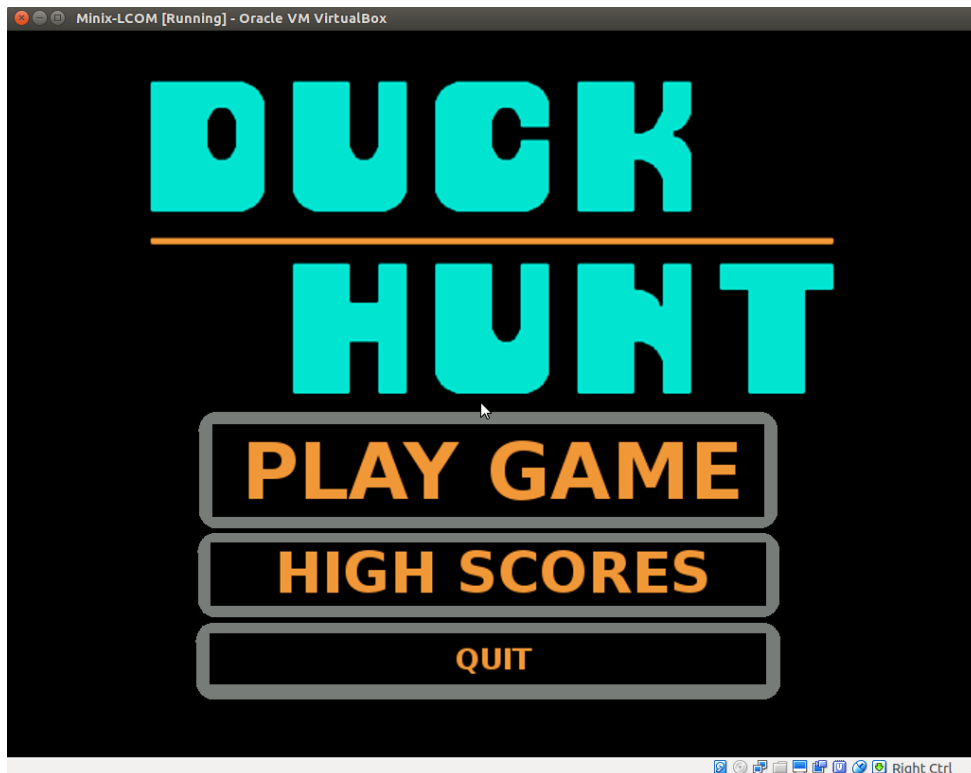 Minix-LCOM [Running] - Oracle VM VirtualBox
DUCK
HUNT
PLAY GAME
HIGH SCORES
QUIT
Right Ctrl